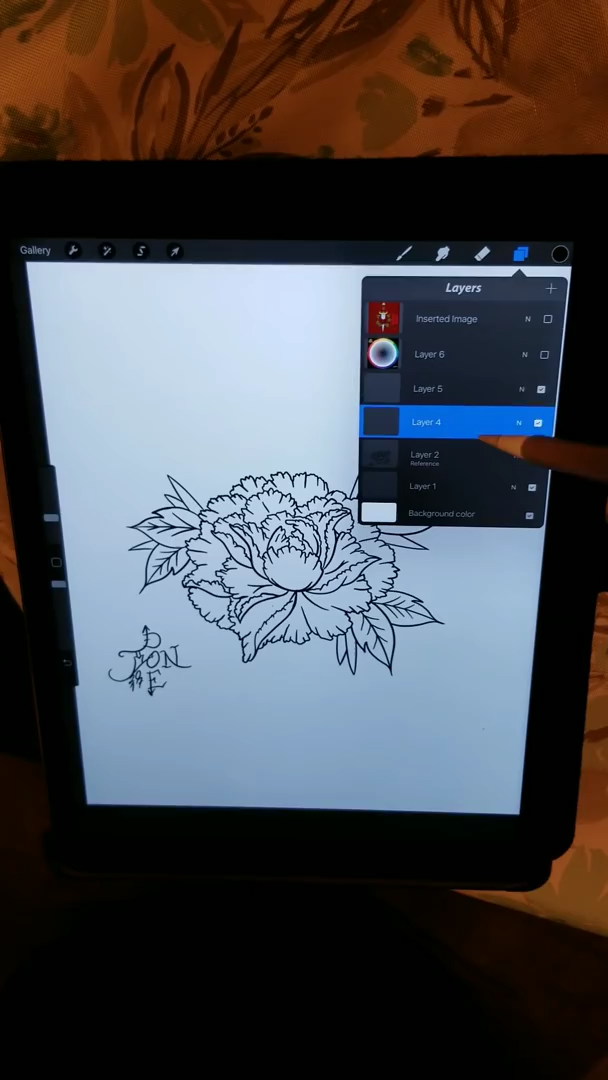 Gallery
Layers
Inserted Image N
Layer 6 N
Layer 5 N
Layer 4 N
Layer 2
Reference
Layer 1 N
Background color